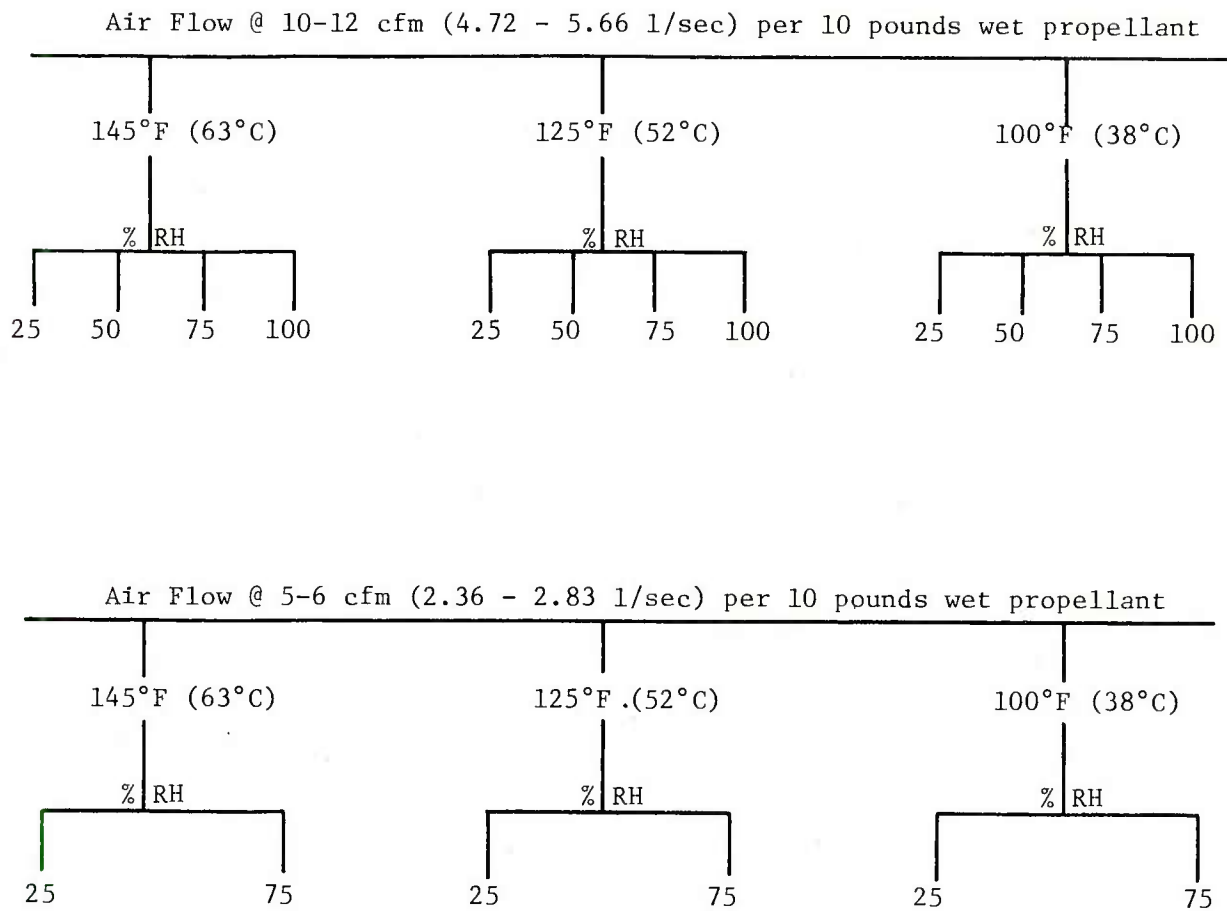 Air Flow @ 10-12 cfm (4.72 - 5.66 l/sec) per 10 pounds wet propellant
145°F (63°C) 125°F (52°C) 100°F (38°C)
% RH % RH % RH
25 50 75 100 25 50 75 100 25 50 75 100
Air Flow @ 5-6 cfm (2.36 - 2.83 l/sec) per 10 pounds wet propellant
145°F (63°C) 125°F .(52°C) 100°F (38°C)
% RH % RH % RH
25 75 25 75 25 75